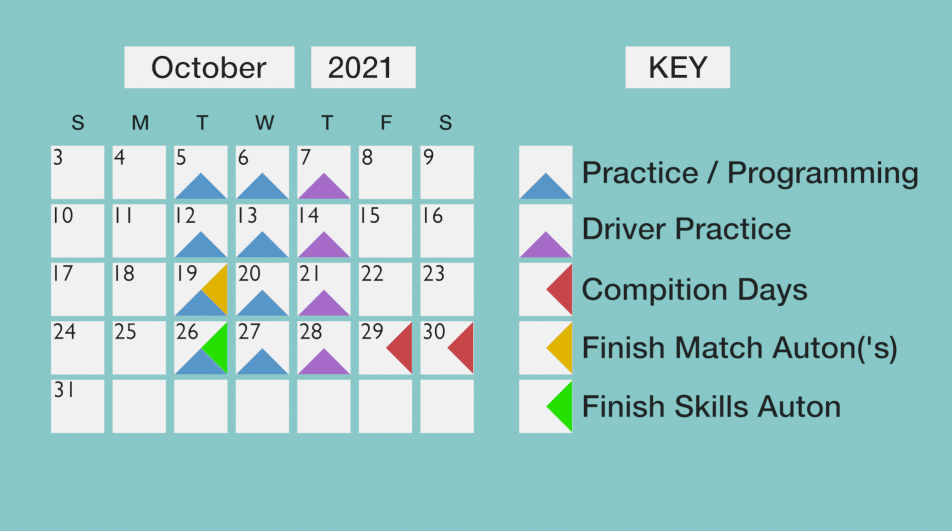 October 2021
KEY
S M T W T F S
3 4 5 6 7 8 9
10 11 12 13 14 15 16
17 18 19 20 21 22 23
24 25 26 27 28 29 30
31
Practice / Programming
Driver Practice
Compition Days
Finish Match Auton('s)
Finish Skills Auton